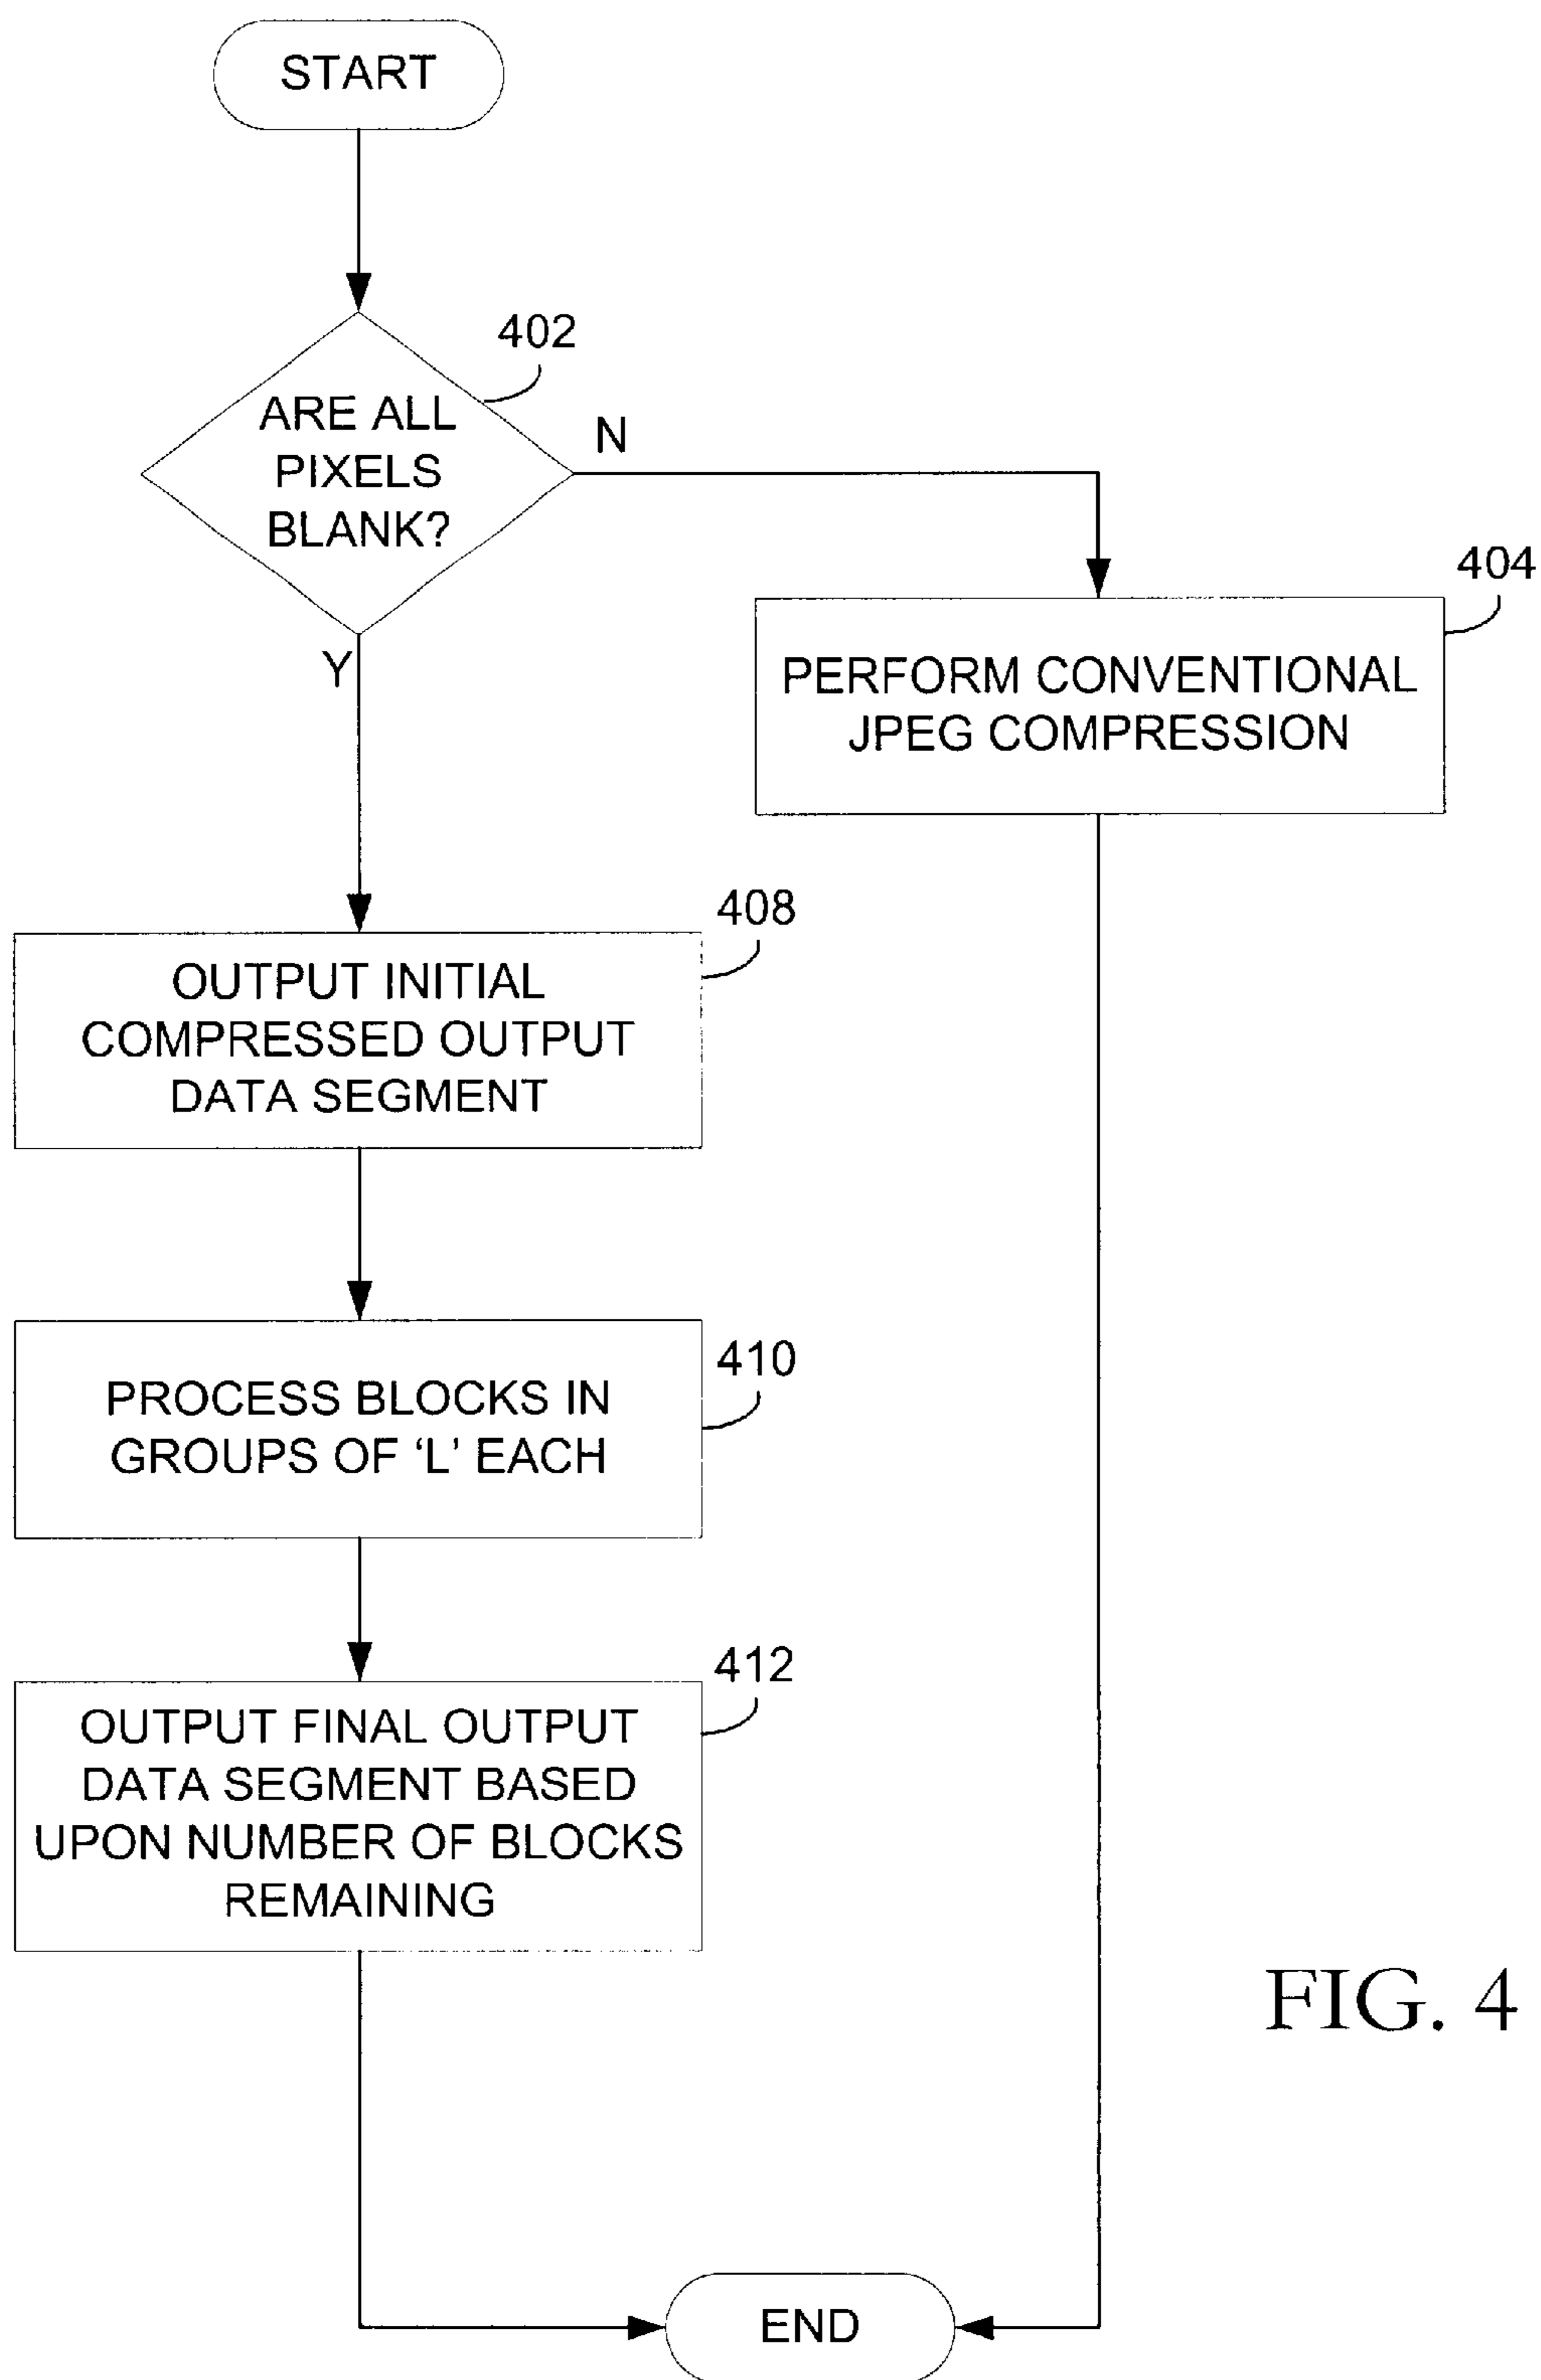 START
402
ARE ALL
PIXELS
BLANK?
N
Y
404
PERFORM CONVENTIONAL
JPEG COMPRESSION
408
OUTPUT INITIAL
COMPRESSED OUTPUT
DATA SEGMENT
410
PROCESS BLOCKS IN
GROUPS OF ‘L’ EACH
412
OUTPUT FINAL OUTPUT
DATA SEGMENT BASED
UPON NUMBER OF BLOCKS
REMAINING
FIG. 4
END